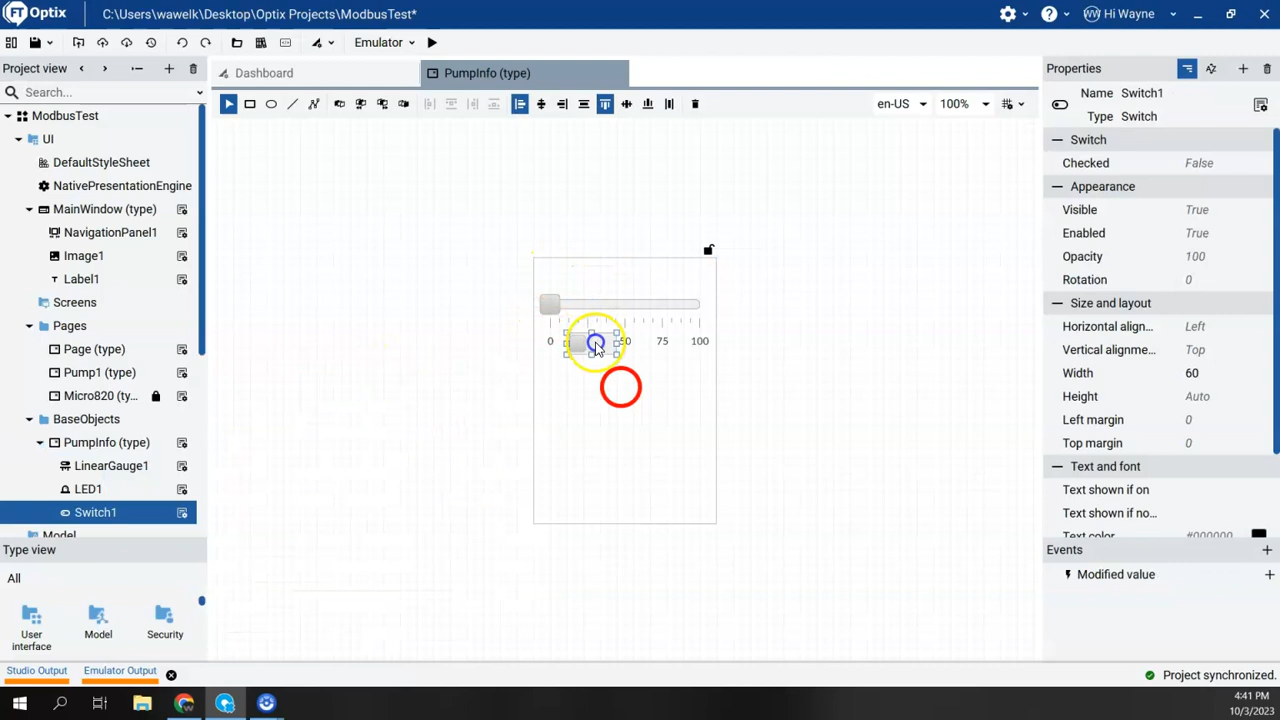 FT Optix C:\Users\wawelk\Desktop\Optix Projects\ModbusTest* Hi Wayne
Emulator
Project view
Search...
ModbusTest
UI
DefaultStyleSheet
NativePresentationEngine
MainWindow (type)
NavigationPanel1
Image1
Label1
Screens
Pages
Page (type)
Pump1 (type)
Micro820 (ty...
BaseObjects
PumpInfo (type)
LinearGauge1
LED1
Switch1
Model
Type view
All
User interface
Model
Security
Dashboard
PumpInfo (type)
en-US
100%
0 50 75 100
Properties
Name Switch1
Type Switch
Switch
Checked False
Appearance
Visible True
Enabled True
Opacity 100
Rotation 0
Size and layout
Horizontal align... Left
Vertical alignme... Top
Width 60
Height Auto
Left margin 0
Top margin 0
Text and font
Text shown if on
Text shown if no...
Text color #000000
Events
Modified value
Studio Output Emulator Output
Project synchronized.
4:41 PM
10/3/2023